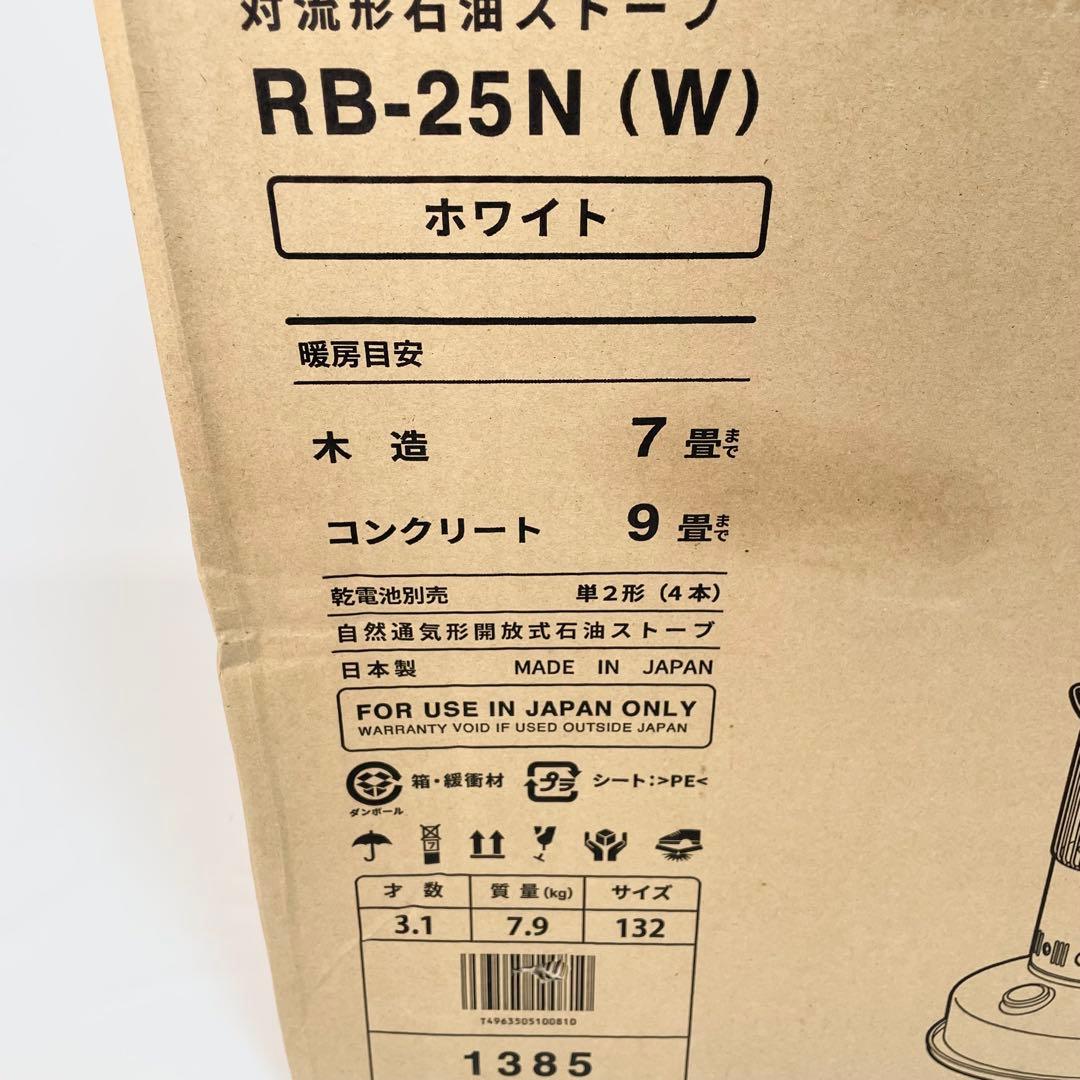 対流形石油ストーブ
RB-25N (W)
ホワイト
暖房目安
木造 7畳まで
コンクリート 9畳まで
乾電池別売 単2形(4本)
自然通気形開放式石油ストーブ
日本製 MADE IN JAPAN
FOR USE IN JAPAN ONLY
WARRANTY VOID IF USED OUTSIDE JAPAN
箱・緩衝材 プラ シート:>PE<
ダンボール
7
才数 質量(kg) サイズ
3.1 7.9 132
T4963505100810
1385